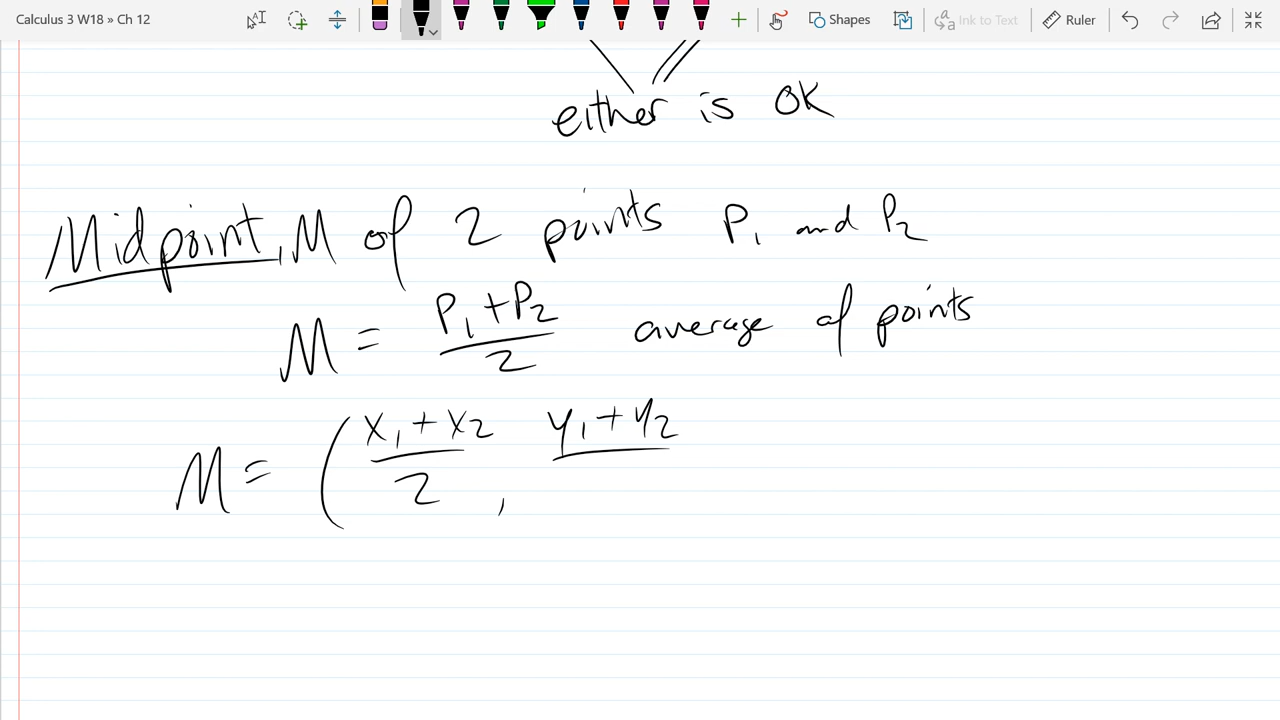 Calculus 3 W18 » Ch 12 Shapes Ink to Text Ruler
either is OK
Midpoint, M of 2 points P₁ and P₂
M = (P₁ + P₂)/2 average of points
M = ( (x₁ + x₂)/2 , y₁ + y₂